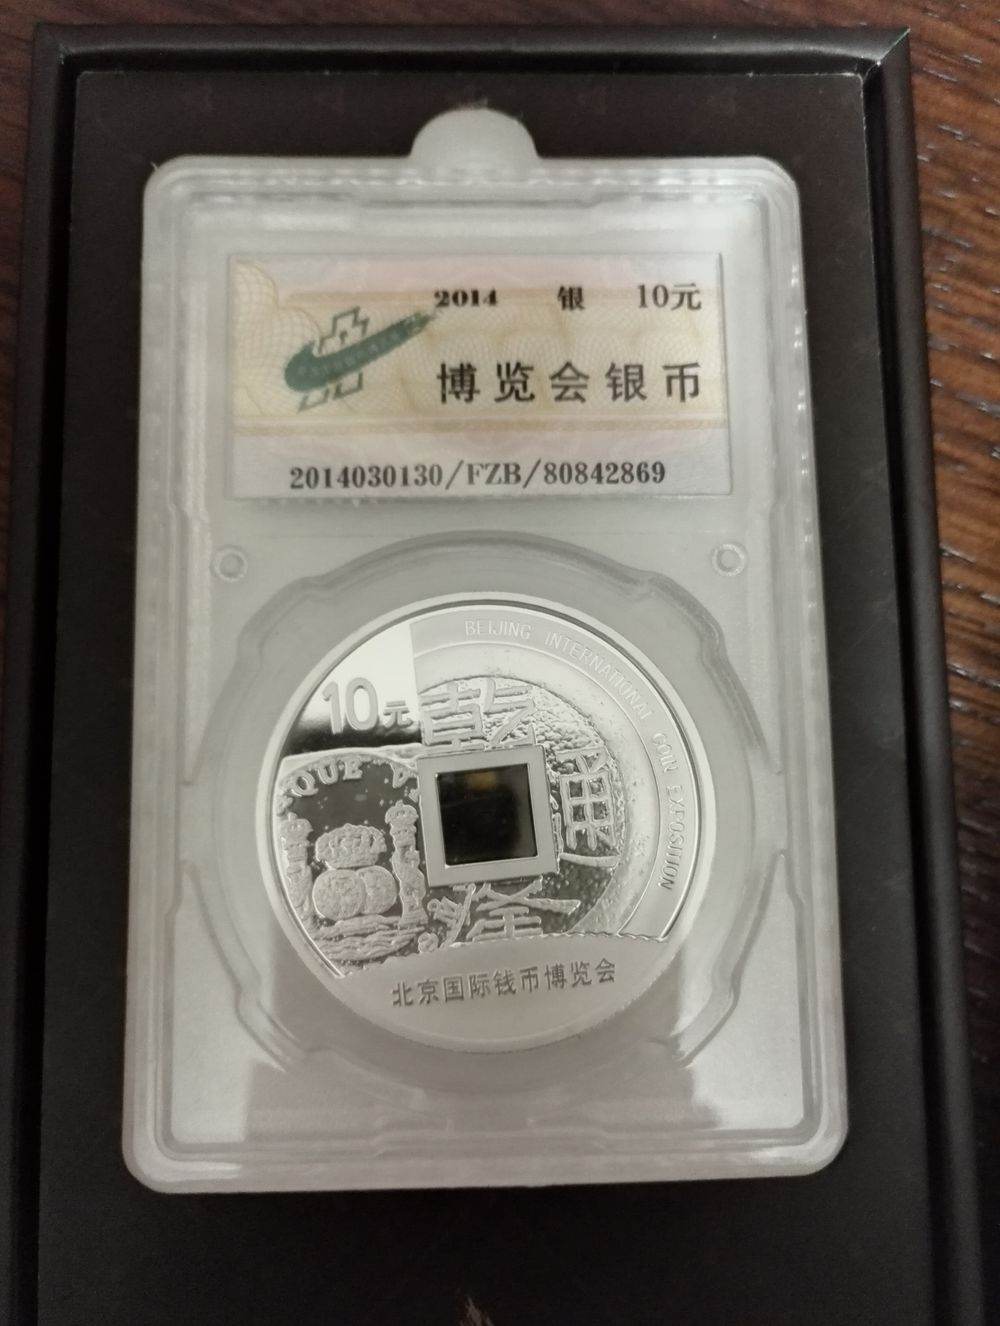 2014 银 10元
博览会银币
2014030130/FZB/80842869
BEIJING INTERNATIONAL COIN EXPOSITION
10元
QUE V
乾
通
隆
北京国际钱币博览会